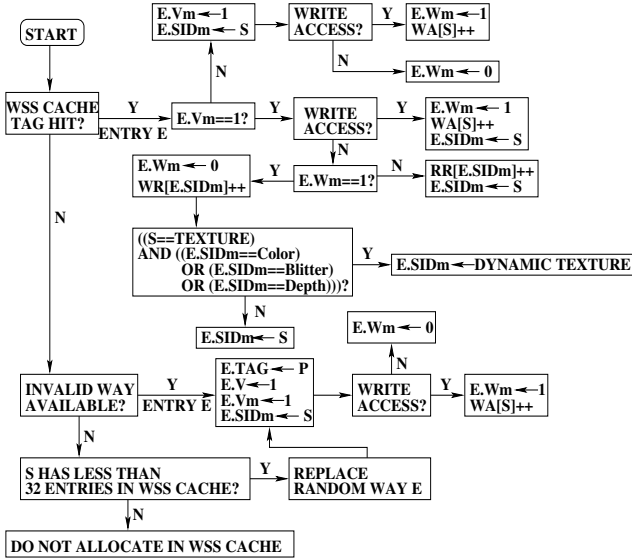 START
E.Vm←1
E.SIDm←S
WRITE
ACCESS?
Y
E.Wm←1
WA[S]++
N
E.Wm←0
N
WSS CACHE
TAG HIT?
Y
ENTRY E
E.Vm==1?
Y
WRITE
ACCESS?
Y
E.Wm←1
WA[S]++
E.SIDm←S
N
E.Wm←0
WR[E.SIDm]++
Y
E.Wm==1?
N
RR[E.SIDm]++
E.SIDm←S
N
((S==TEXTURE)
AND ((E.SIDm==Color)
OR (E.SIDm==Blitter)
OR (E.SIDm==Depth)))?
Y
E.SIDm←DYNAMIC TEXTURE
N
E.SIDm←S
E.Wm←0
N
INVALID WAY
AVAILABLE?
Y
ENTRY E
E.TAG←P
E.V←1
E.Vm←1
E.SIDm←S
WRITE
ACCESS?
Y
E.Wm←1
WA[S]++
N
S HAS LESS THAN
32 ENTRIES IN WSS CACHE?
Y
REPLACE
RANDOM WAY E
N
DO NOT ALLOCATE IN WSS CACHE